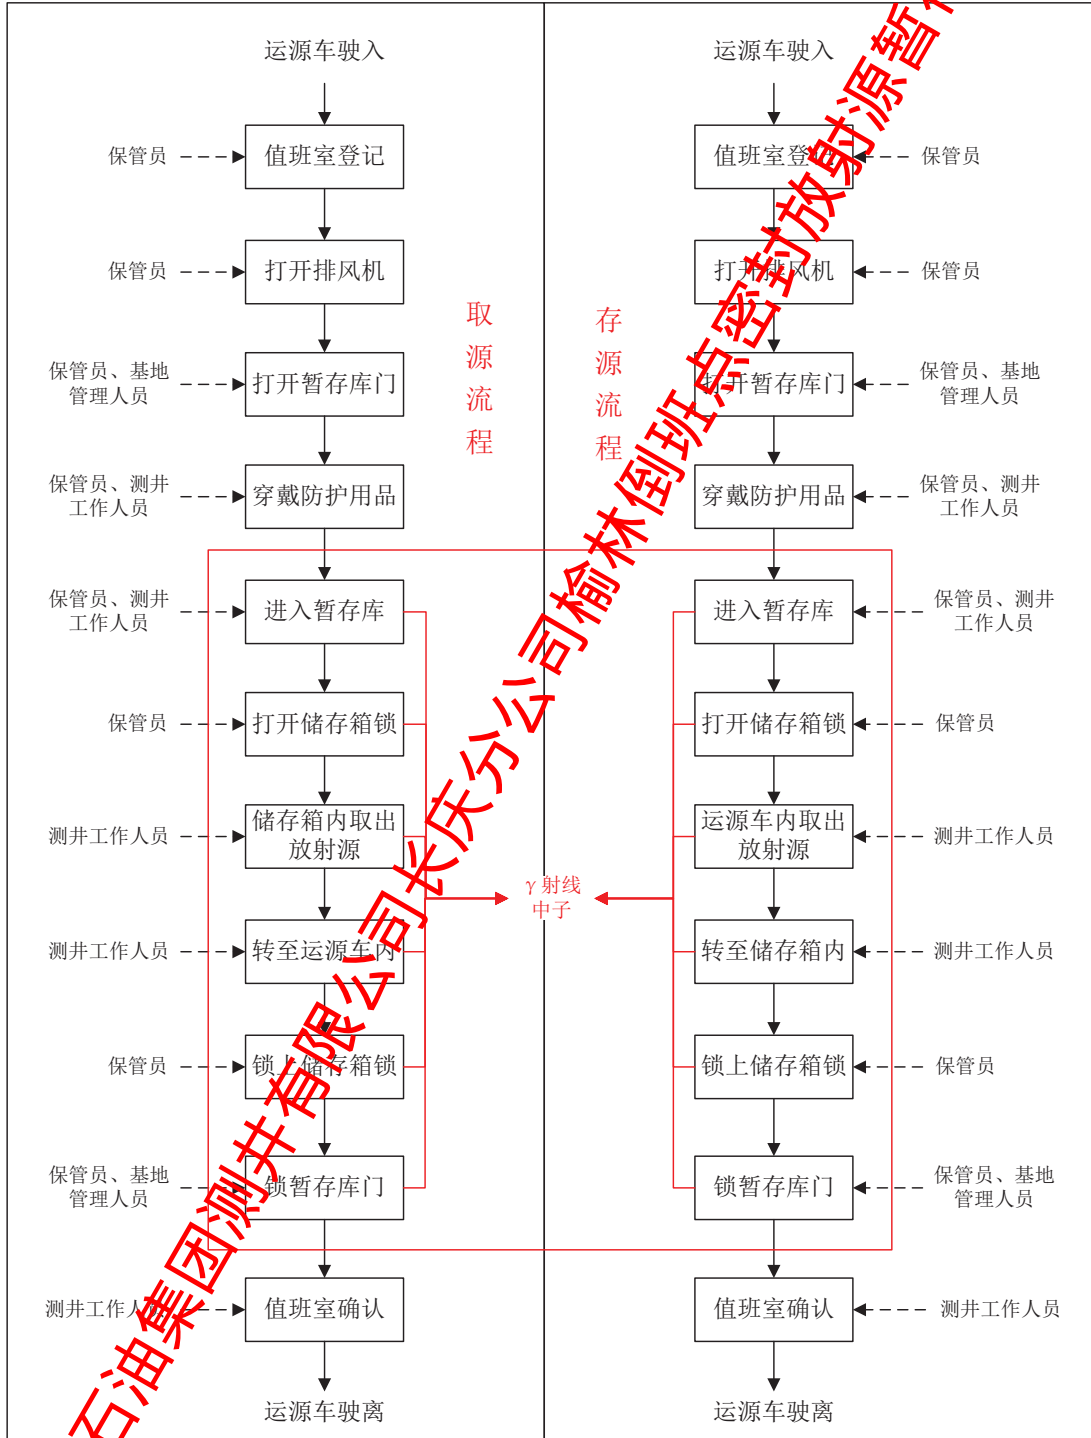 运源车驶入
保管员
值班室登记
保管员
打开排风机
取源流程
保管员、基地
管理人员
打开暂存库门
保管员、测井
工作人员
穿戴防护用品
保管员、测井
工作人员
进入暂存库
保管员
打开储存箱锁
测井工作人员
储存箱内取出
放射源
测井工作人员
转至运源车内
保管员
锁上储存箱锁
保管员、基地
管理人员
锁暂存库门
测井工作人员
值班室确认
运源车驶离
γ射线
中子
运源车驶入
值班室登记
保管员
打开排风机
保管员
存源流程
打开暂存库门
保管员、基地
管理人员
穿戴防护用品
保管员、测井
工作人员
进入暂存库
保管员、测井
工作人员
打开储存箱锁
保管员
运源车内取出
放射源
测井工作人员
转至储存箱内
测井工作人员
锁上储存箱锁
保管员
锁暂存库门
保管员、基地
管理人员
值班室确认
测井工作人员
运源车驶离
石油集团测井有限公司长庆分公司榆林倒班点密封放射源暂存